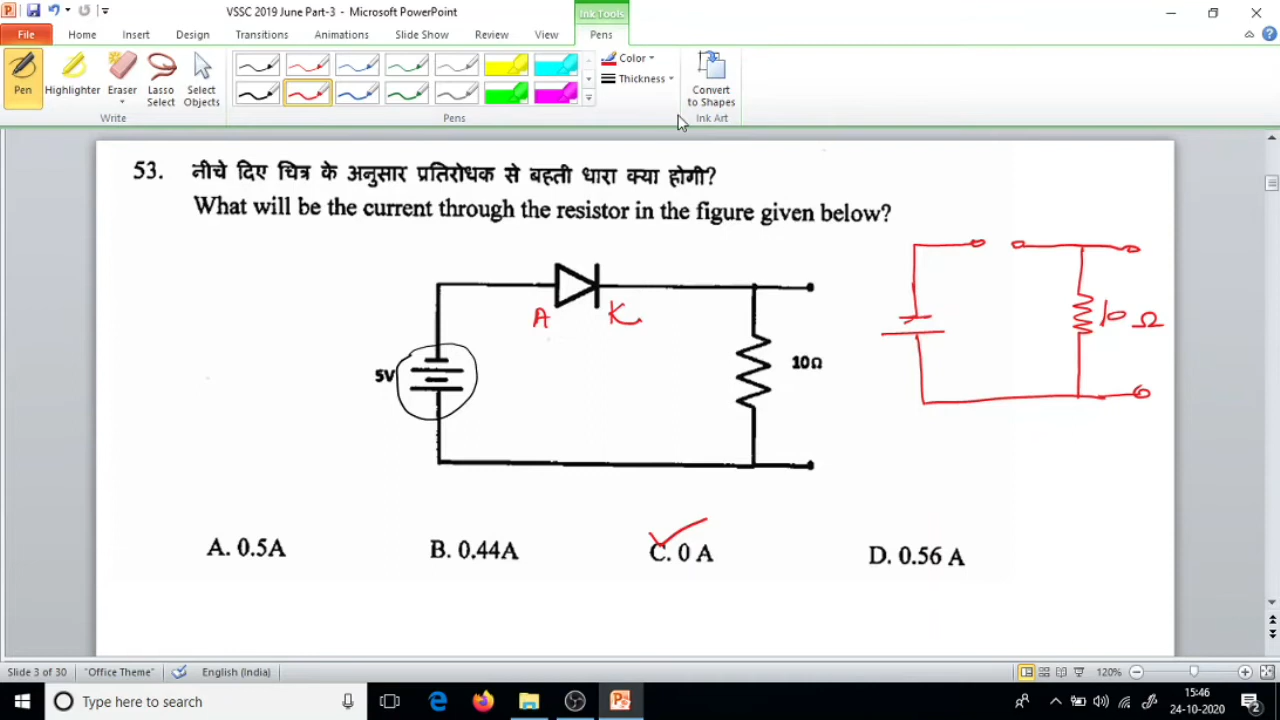 VSSC 2019 June Part-3 - Microsoft PowerPoint
Ink Tools
File Home Insert Design Transitions Animations Slide Show Review View Pens
Pen
Highlighter
Eraser
Lasso Select
Select Objects
Color
Thickness
Convert to Shapes
Write
Pens
Ink Art
53. नीचे दिए चित्र के अनुसार प्रतिरोधक से बहती धारा क्या होगी?
What will be the current through the resistor in the figure given below?
A K
10 Ω
5V
10Ω
A. 0.5A B. 0.44A C. 0 A D. 0.56 A
Slide 3 of 30 "Office Theme" English (India) 120%
Type here to search
15:46
24-10-2020
2